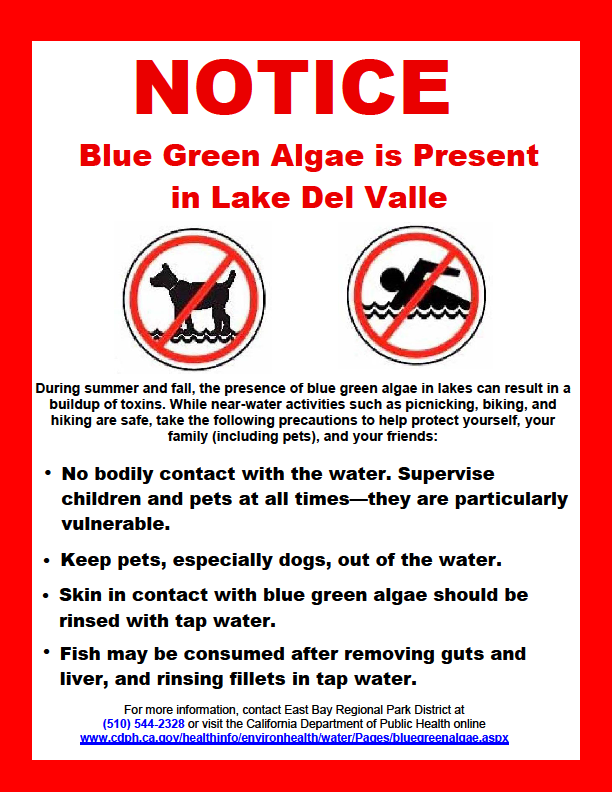 NOTICE
Blue Green Algae is Present
in Lake Del Valle
During summer and fall, the presence of blue green algae in lakes can result in a
buildup of toxins. While near-water activities such as picnicking, biking, and
hiking are safe, take the following precautions to help protect yourself, your
family (including pets), and your friends:
• No bodily contact with the water. Supervise
children and pets at all times—they are particularly
vulnerable.
• Keep pets, especially dogs, out of the water.
• Skin in contact with blue green algae should be
rinsed with tap water.
• Fish may be consumed after removing guts and
liver, and rinsing fillets in tap water.
For more information, contact East Bay Regional Park District at
(510) 544-2328 or visit the California Department of Public Health online
www.cdph.ca.gov/healthinfo/environhealth/water/Pages/bluegreenalgae.aspx